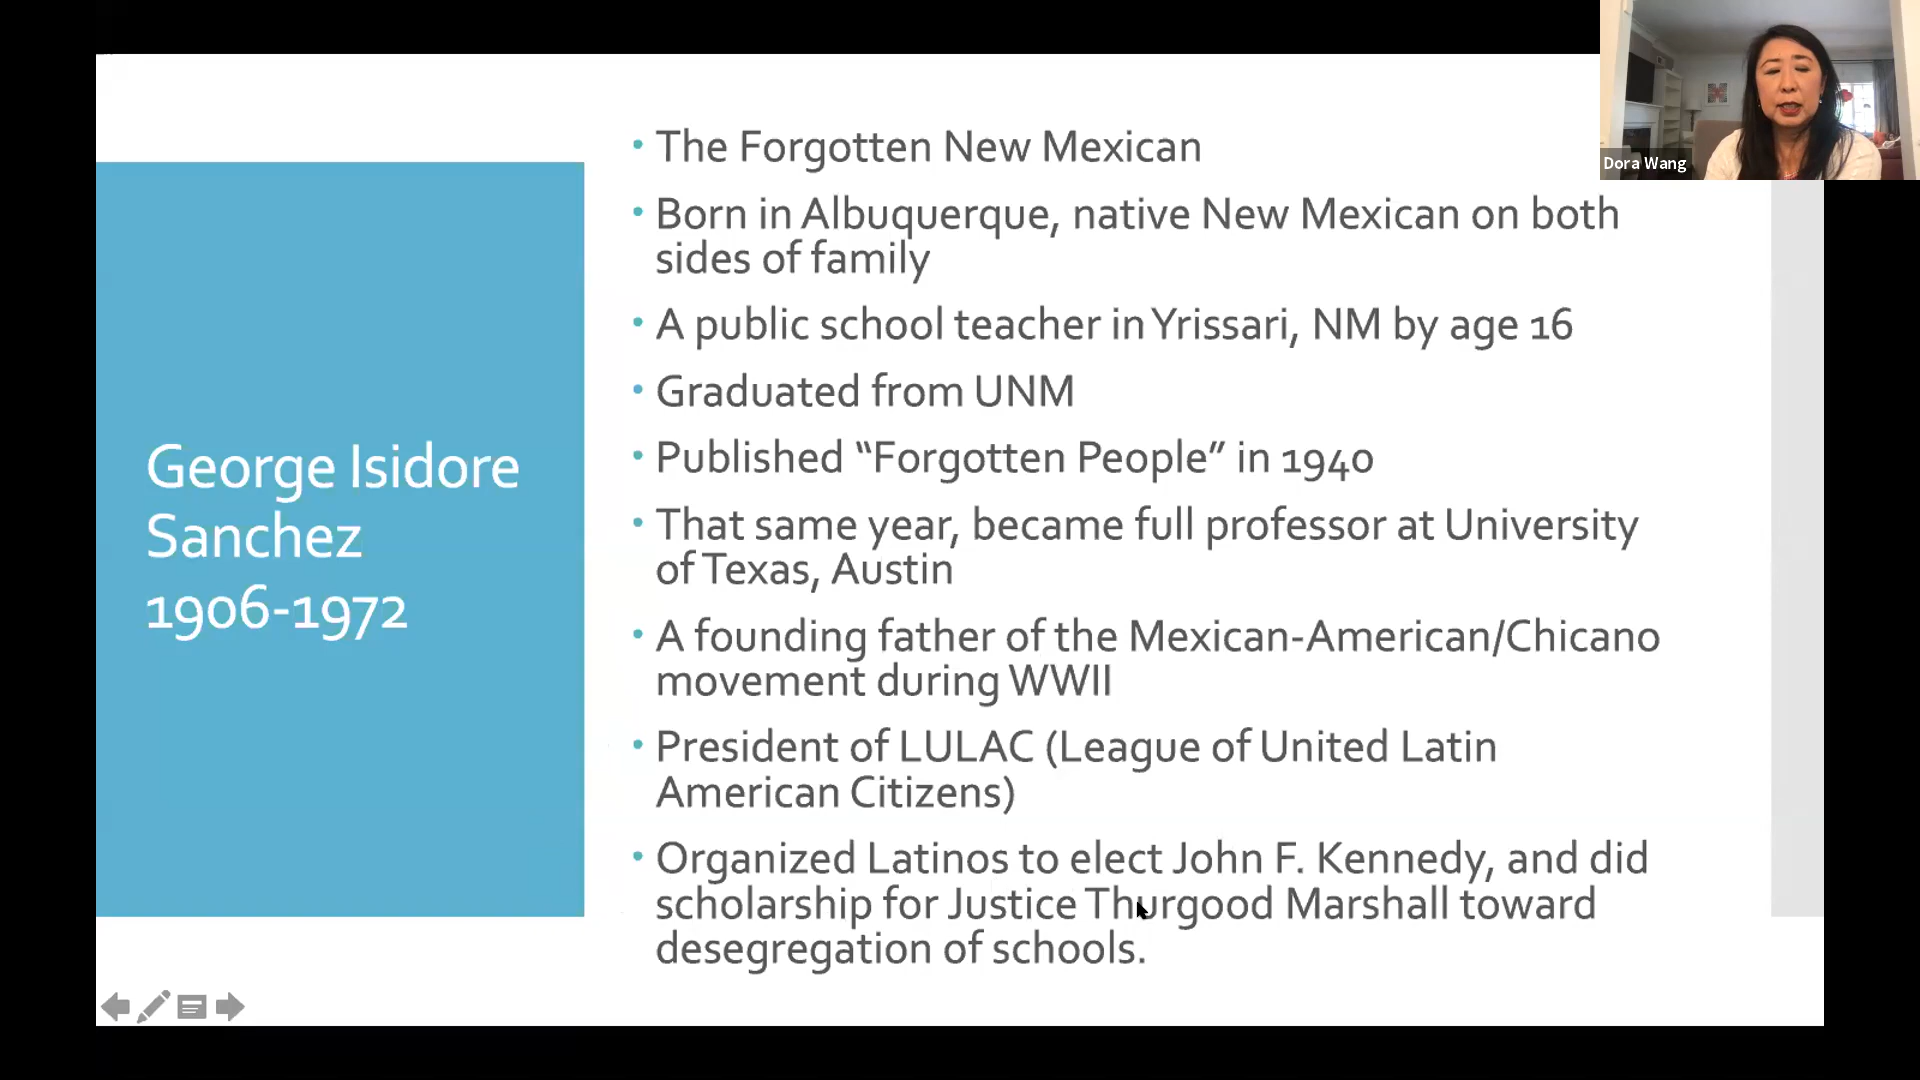 George Isidore
Sanchez
1906-1972
• The Forgotten New Mexican
• Born in Albuquerque, native New Mexican on both
sides of family
• A public school teacher in Yrissari, NM by age 16
• Graduated from UNM
• Published “Forgotten People” in 1940
• That same year, became full professor at University
of Texas, Austin
• A founding father of the Mexican-American/Chicano
movement during WWII
• President of LULAC (League of United Latin
American Citizens)
• Organized Latinos to elect John F. Kennedy, and did
scholarship for Justice Thurgood Marshall toward
desegregation of schools.
Dora Wang